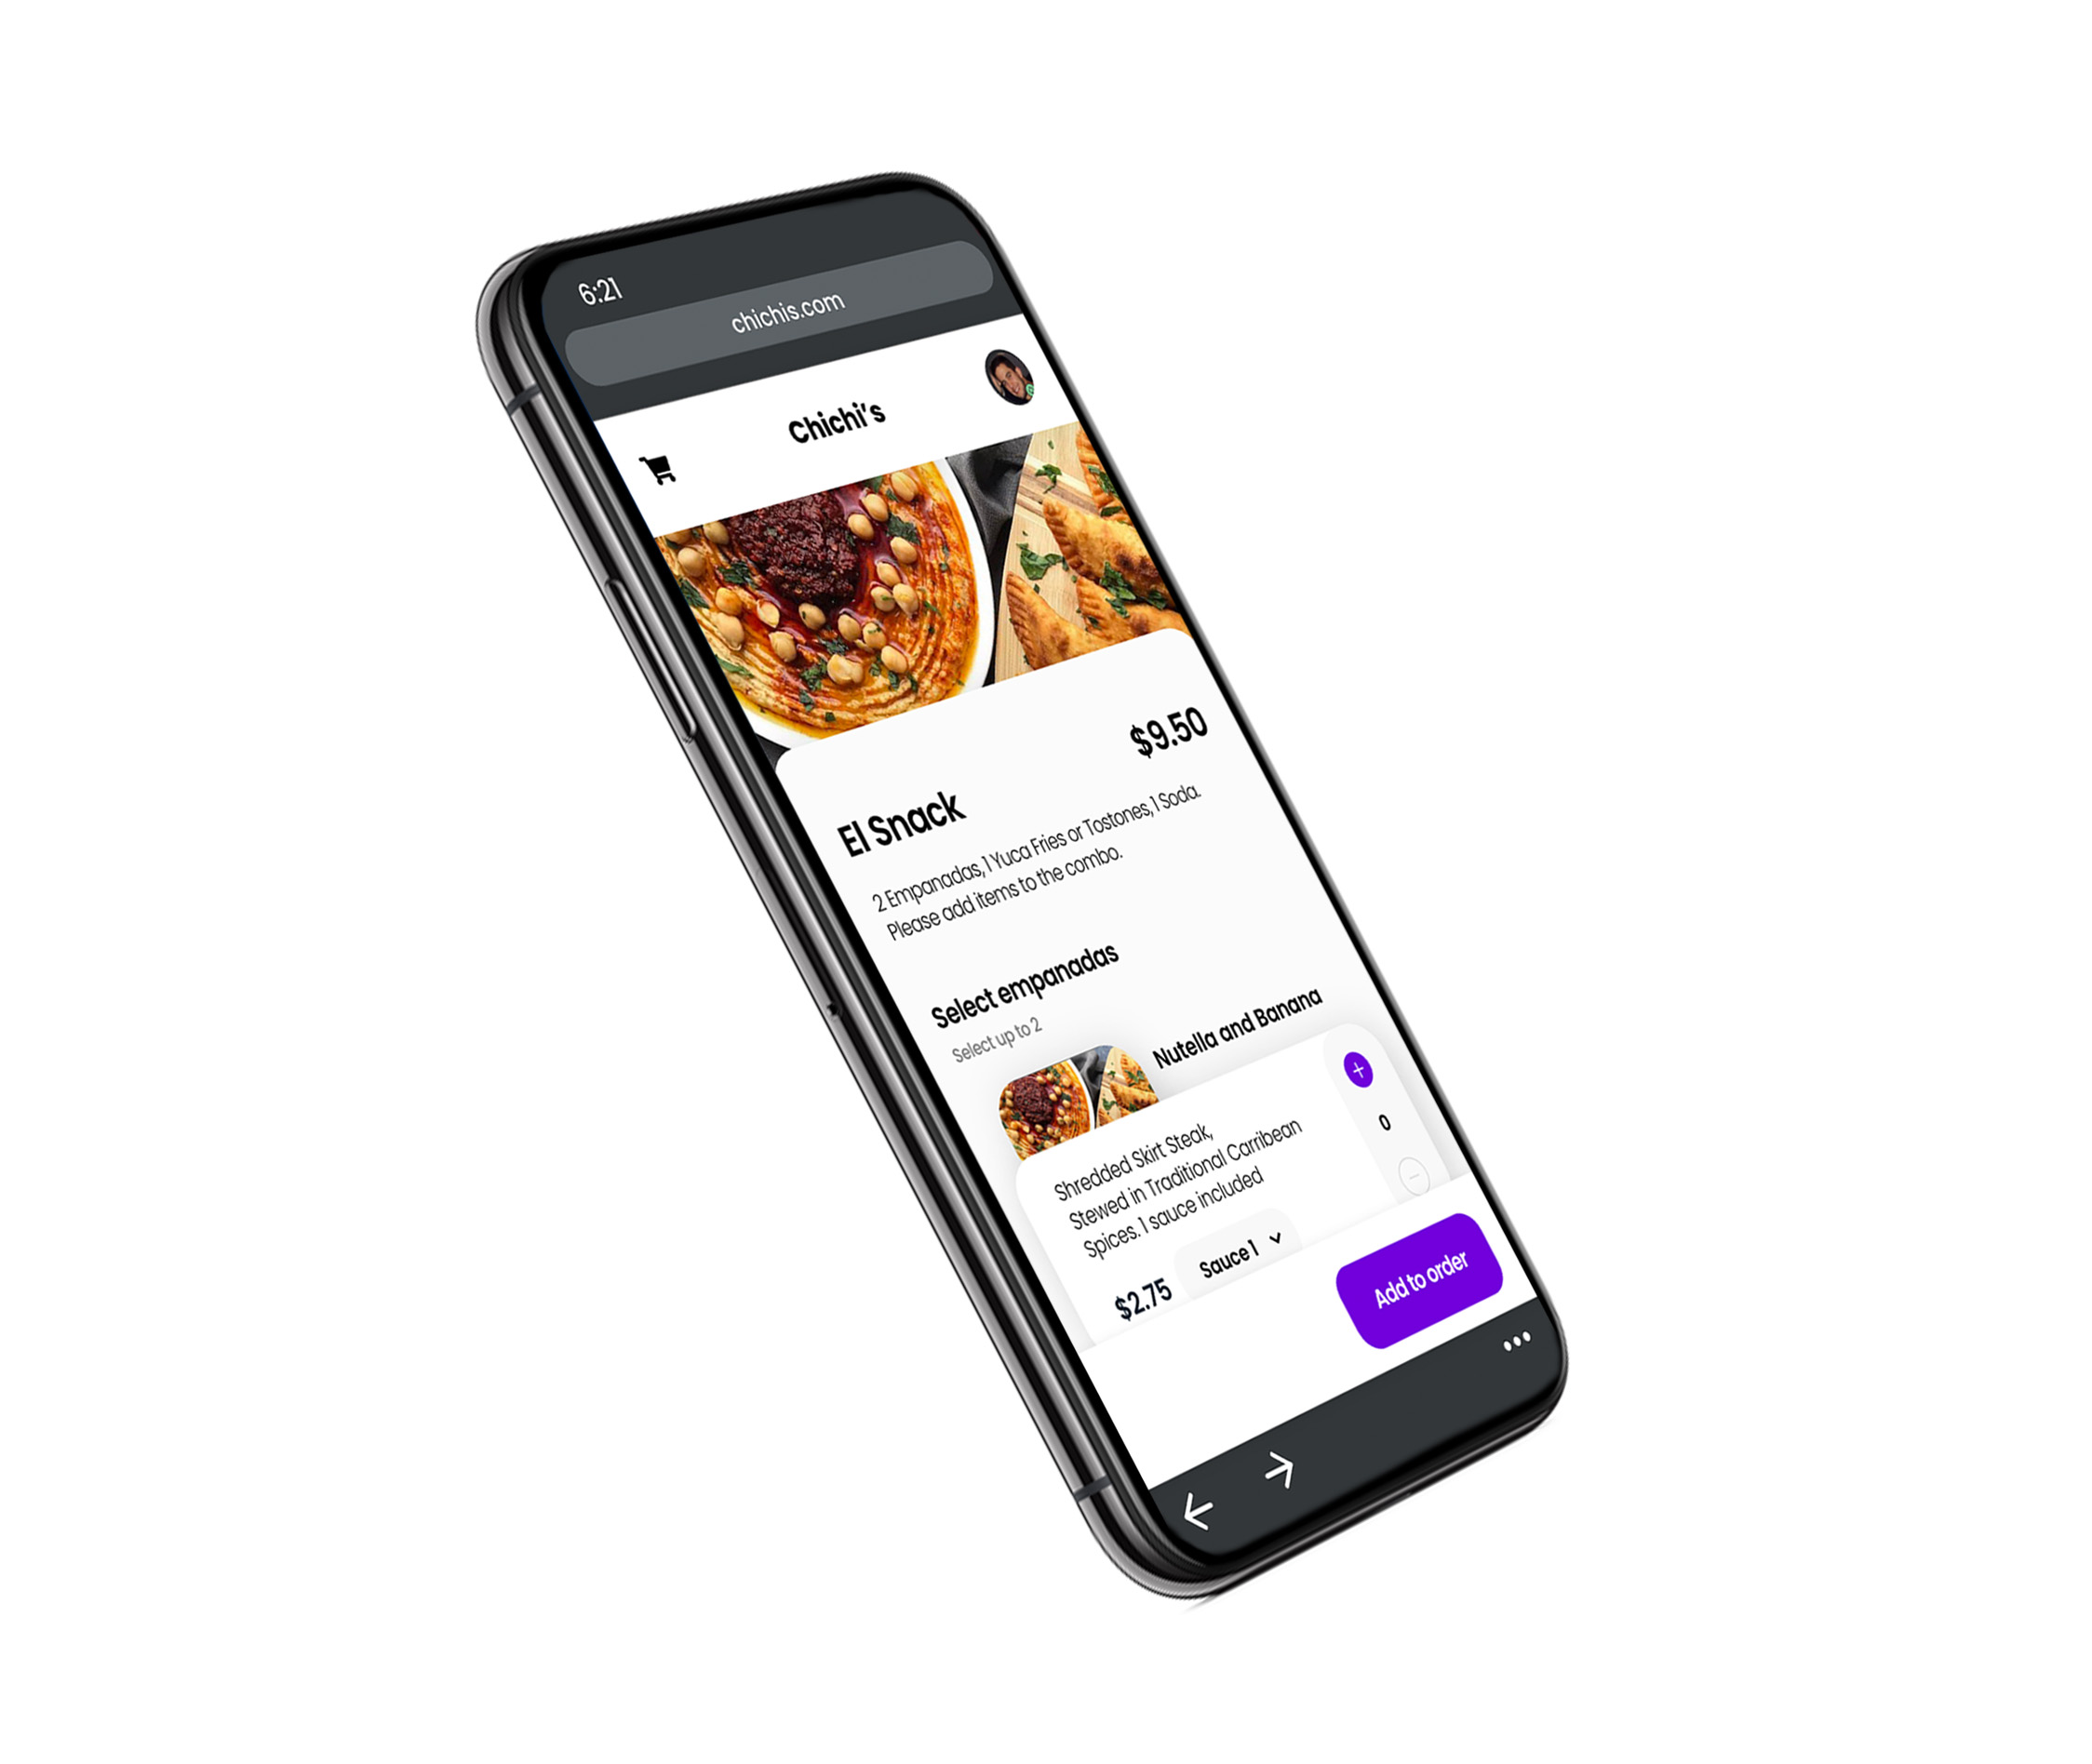 6:21
chichis.com
Chichi's
$9.50
El Snack
2 Empanadas, 1 Yuca Fries or Tostones, 1 Soda.
Please add items to the combo.
Select empanadas
Select up to 2
Nutella and Banana
Shredded Skirt Steak,
Stewed in Traditional Carribean
Spices. 1 sauce included
0
$2.75
Sauce 1
Add to order